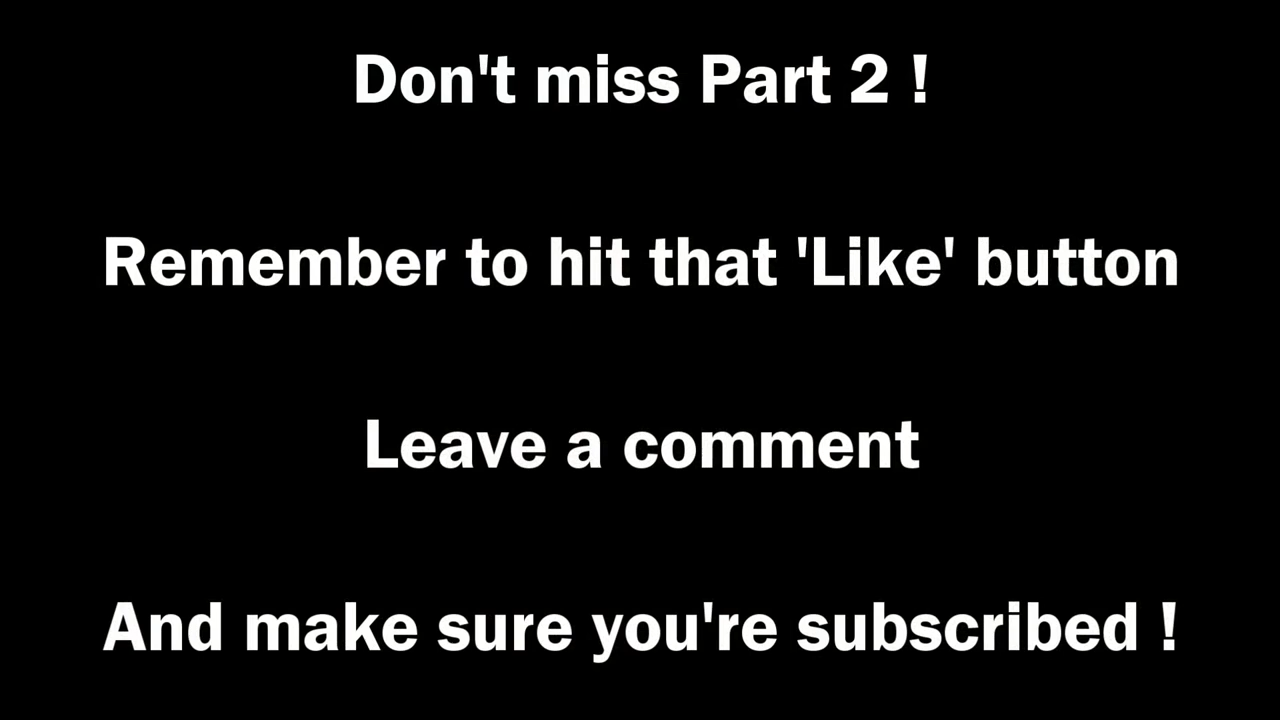 Don't miss Part 2 !
Remember to hit that 'Like' button
Leave a comment
And make sure you're subscribed !